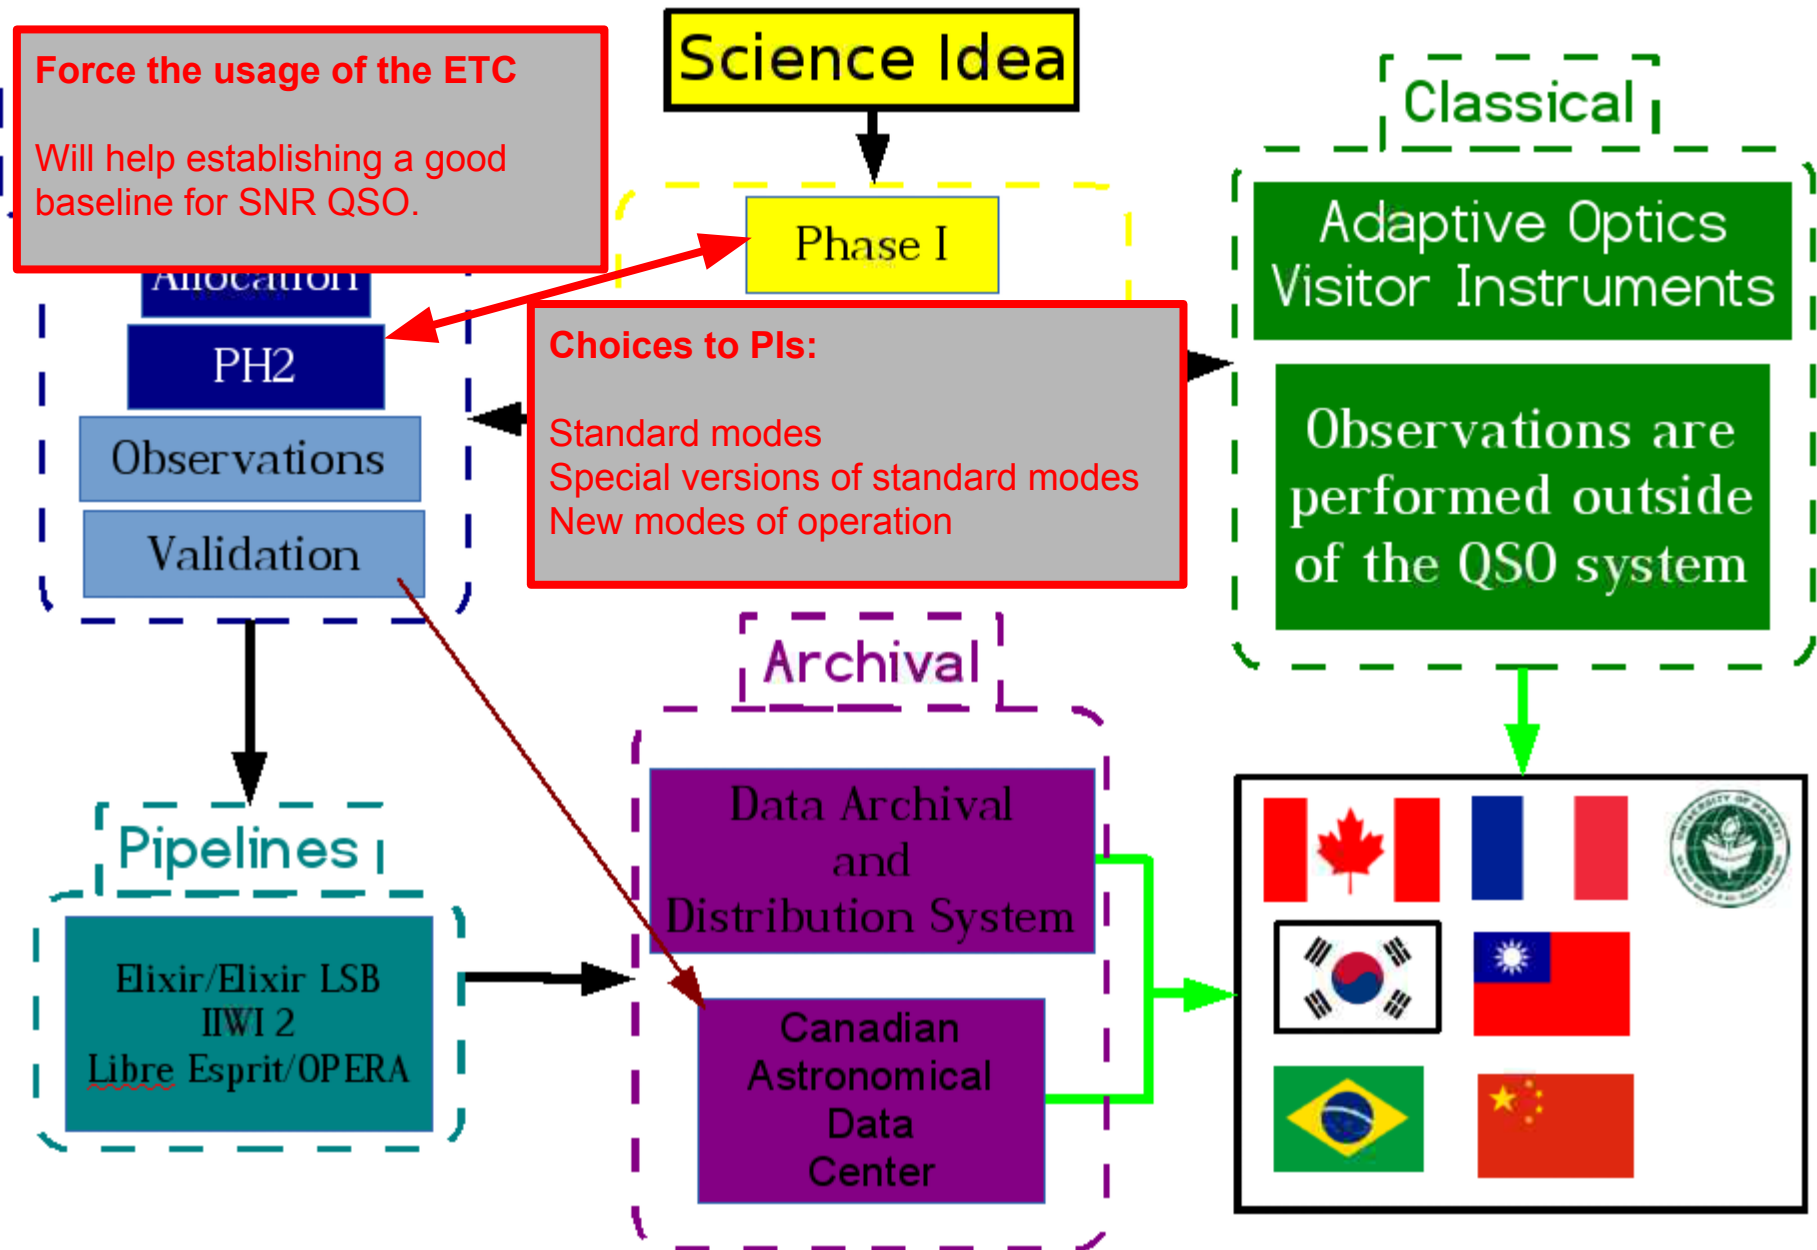 Force the usage of the ETC
Will help establishing a good
baseline for SNR QSO.
Science Idea
Phase I
Classical
Adaptive Optics
Visitor Instruments
Observations are
performed outside
of the QSO system
Allocation
PH2
Observations
Validation
Choices to PIs:
Standard modes
Special versions of standard modes
New modes of operation
Archival
Data Archival
and
Distribution System
Canadian
Astronomical
Data
Center
Pipelines
Elixir/Elixir LSB
IIWI 2
Libre Esprit/OPERA
UNIVERSITY OF HAWAII